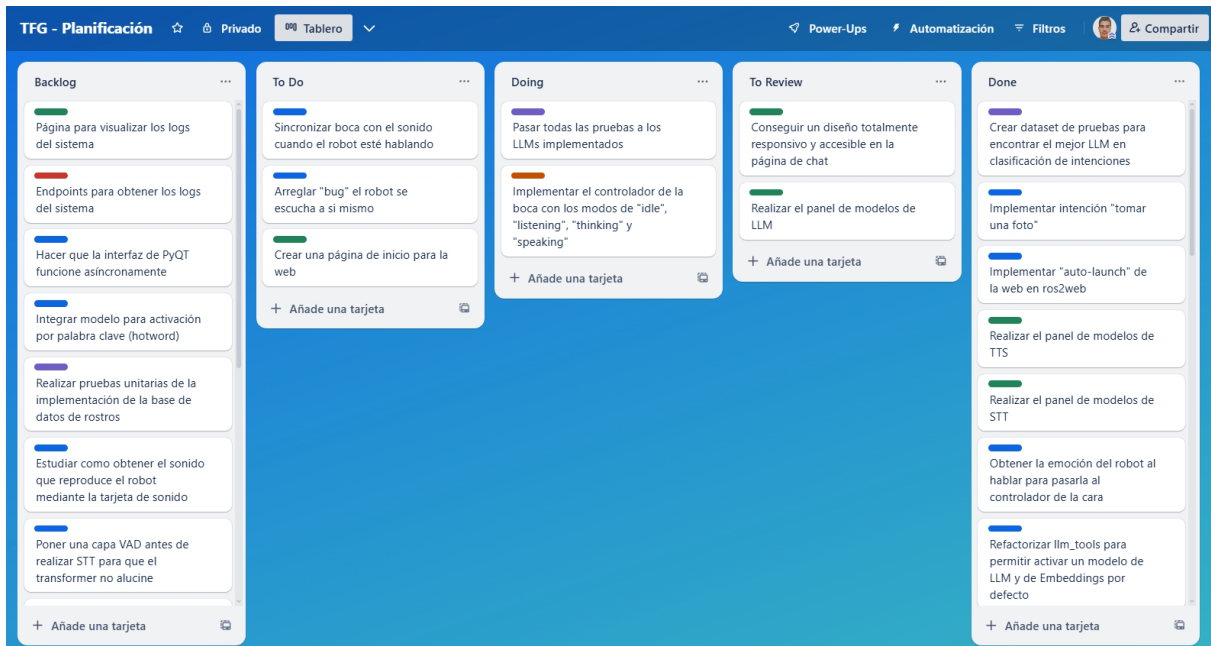 TFG - Planificación
Privado
Tablero
Power-Ups
Automatización
Filtros
Compartir
Backlog
Página para visualizar los logs
del sistema
Endpoints para obtener los logs
del sistema
Hacer que la interfaz de PyQT
funcione asíncronamente
Integrar modelo para activación
por palabra clave (hotword)
Realizar pruebas unitarias de la
implementación de la base de
datos de rostros
Estudiar como obtener el sonido
que reproduce el robot
mediante la tarjeta de sonido
Poner una capa VAD antes de
realizar STT para que el
transformer no alucine
+ Añade una tarjeta
To Do
Sincronizar boca con el sonido
cuando el robot esté hablando
Arreglar "bug" el robot se
escucha a si mismo
Crear una página de inicio para la
web
+ Añade una tarjeta
Doing
Pasar todas las pruebas a los
LLMs implementados
Implementar el controlador de la
boca con los modos de "idle",
"listening", "thinking" y
"speaking"
+ Añade una tarjeta
To Review
Conseguir un diseño totalmente
responsivo y accesible en la
página de chat
Realizar el panel de modelos de
LLM
+ Añade una tarjeta
Done
Crear dataset de pruebas para
encontrar el mejor LLM en
clasificación de intenciones
Implementar intención "tomar
una foto"
Implementar "auto-launch" de
la web en ros2web
Realizar el panel de modelos de
TTS
Realizar el panel de modelos de
STT
Obtener la emoción del robot al
hablar para pasarla al
controlador de la cara
Refactorizar llm_tools para
permitir activar un modelo de
LLM y de Embeddings por
defecto
+ Añade una tarjeta